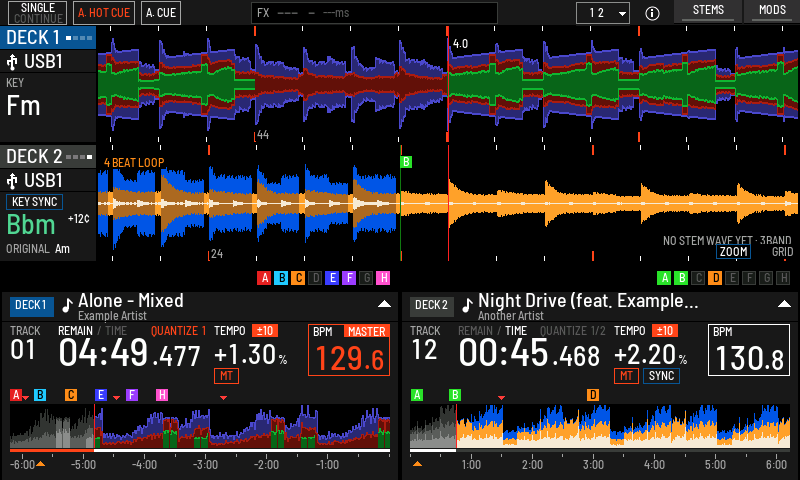 SINGLE
CONTINUE
A. HOT CUE
A. CUE
FX --- - ---ms
1 2
STEMS
MODS
DECK 1
USB1
KEY
Fm
4.0
44
DECK 2
USB1
KEY SYNC
Bbm +12¢
ORIGINAL Am
4 BEAT LOOP
B
24
NO STEM WAVE YET · 3BAND
ZOOM
GRID
A B C D E F G H
A B C D E F G H
DECK 1
Alone - Mixed
Example Artist
TRACK
01
REMAIN / TIME
QUANTIZE 1
04:49.477
TEMPO ±10
+1.30%
MT
BPM MASTER
129.6
A B C E F H
-6:00 -5:00 -4:00 -3:00 -2:00 -1:00
DECK 2
Night Drive (feat. Example...
Another Artist
TRACK
12
REMAIN / TIME
QUANTIZE 1/2
00:45.468
TEMPO ±10
+2.20%
MT SYNC
BPM
130.8
A B D
1:00 2:00 3:00 4:00 5:00 6:00